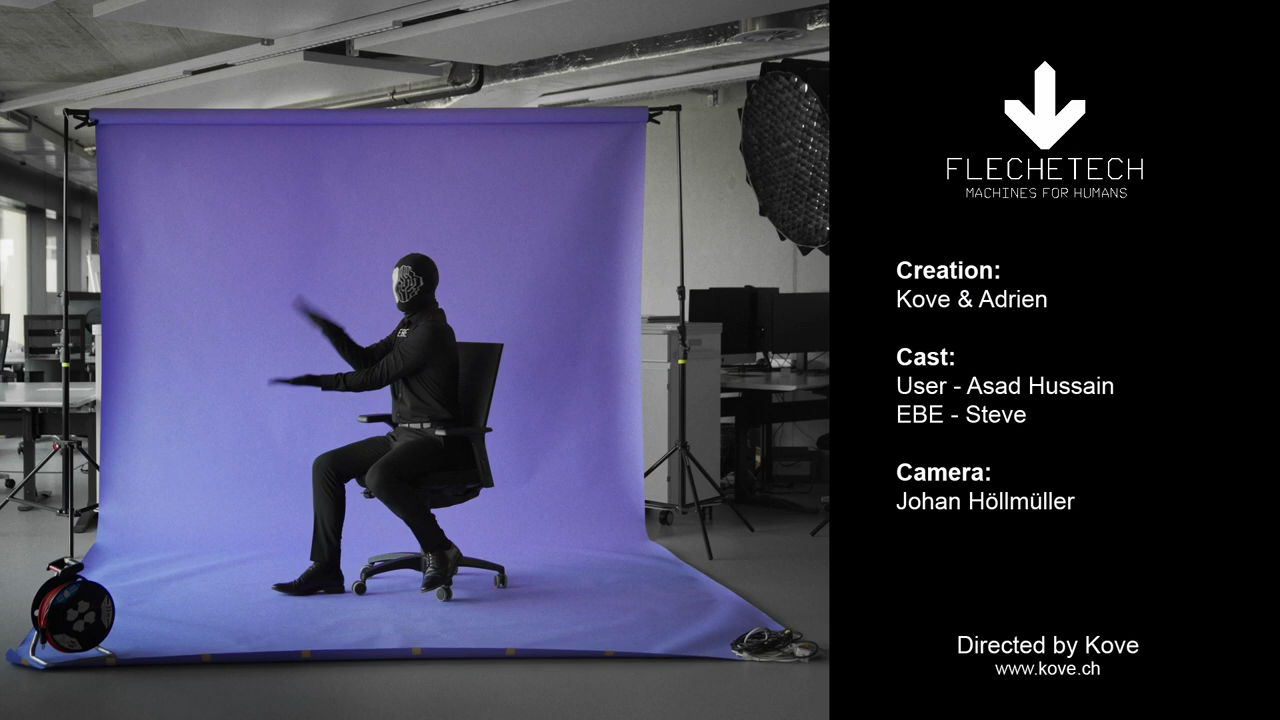 EBE
FLECHETECH
MACHINES FOR HUMANS
Creation:
Kove & Adrien
Cast:
User - Asad Hussain
EBE - Steve
Camera:
Johan Höllmüller
Directed by Kove
www.kove.ch